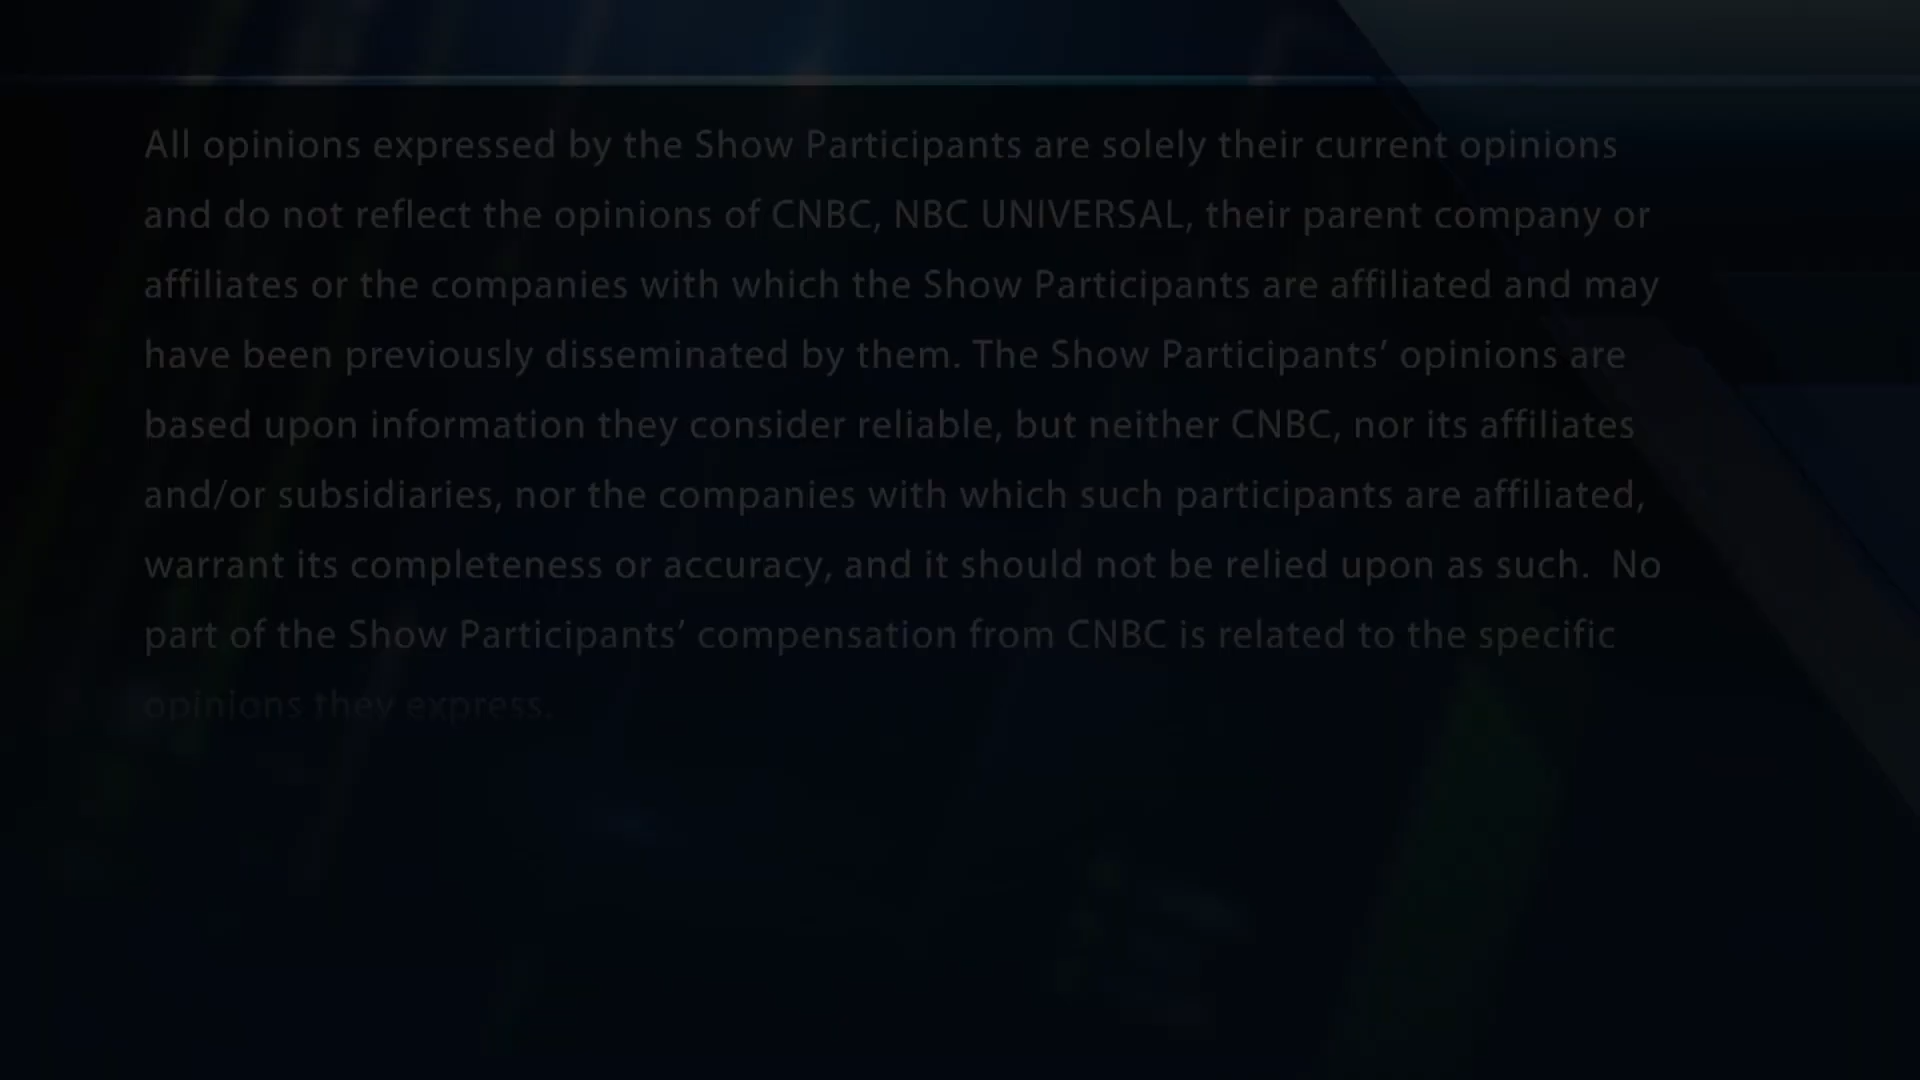 All opinions expressed by the Show Participants are solely their current opinions
and do not reflect the opinions of CNBC, NBC UNIVERSAL, their parent company or
affiliates or the companies with which the Show Participants are affiliated and may
have been previously disseminated by them. The Show Participants’ opinions are
based upon information they consider reliable, but neither CNBC, nor its affiliates
and/or subsidiaries, nor the companies with which such participants are affiliated,
warrant its completeness or accuracy, and it should not be relied upon as such.  No
part of the Show Participants’ compensation from CNBC is related to the specific
opinions they express.